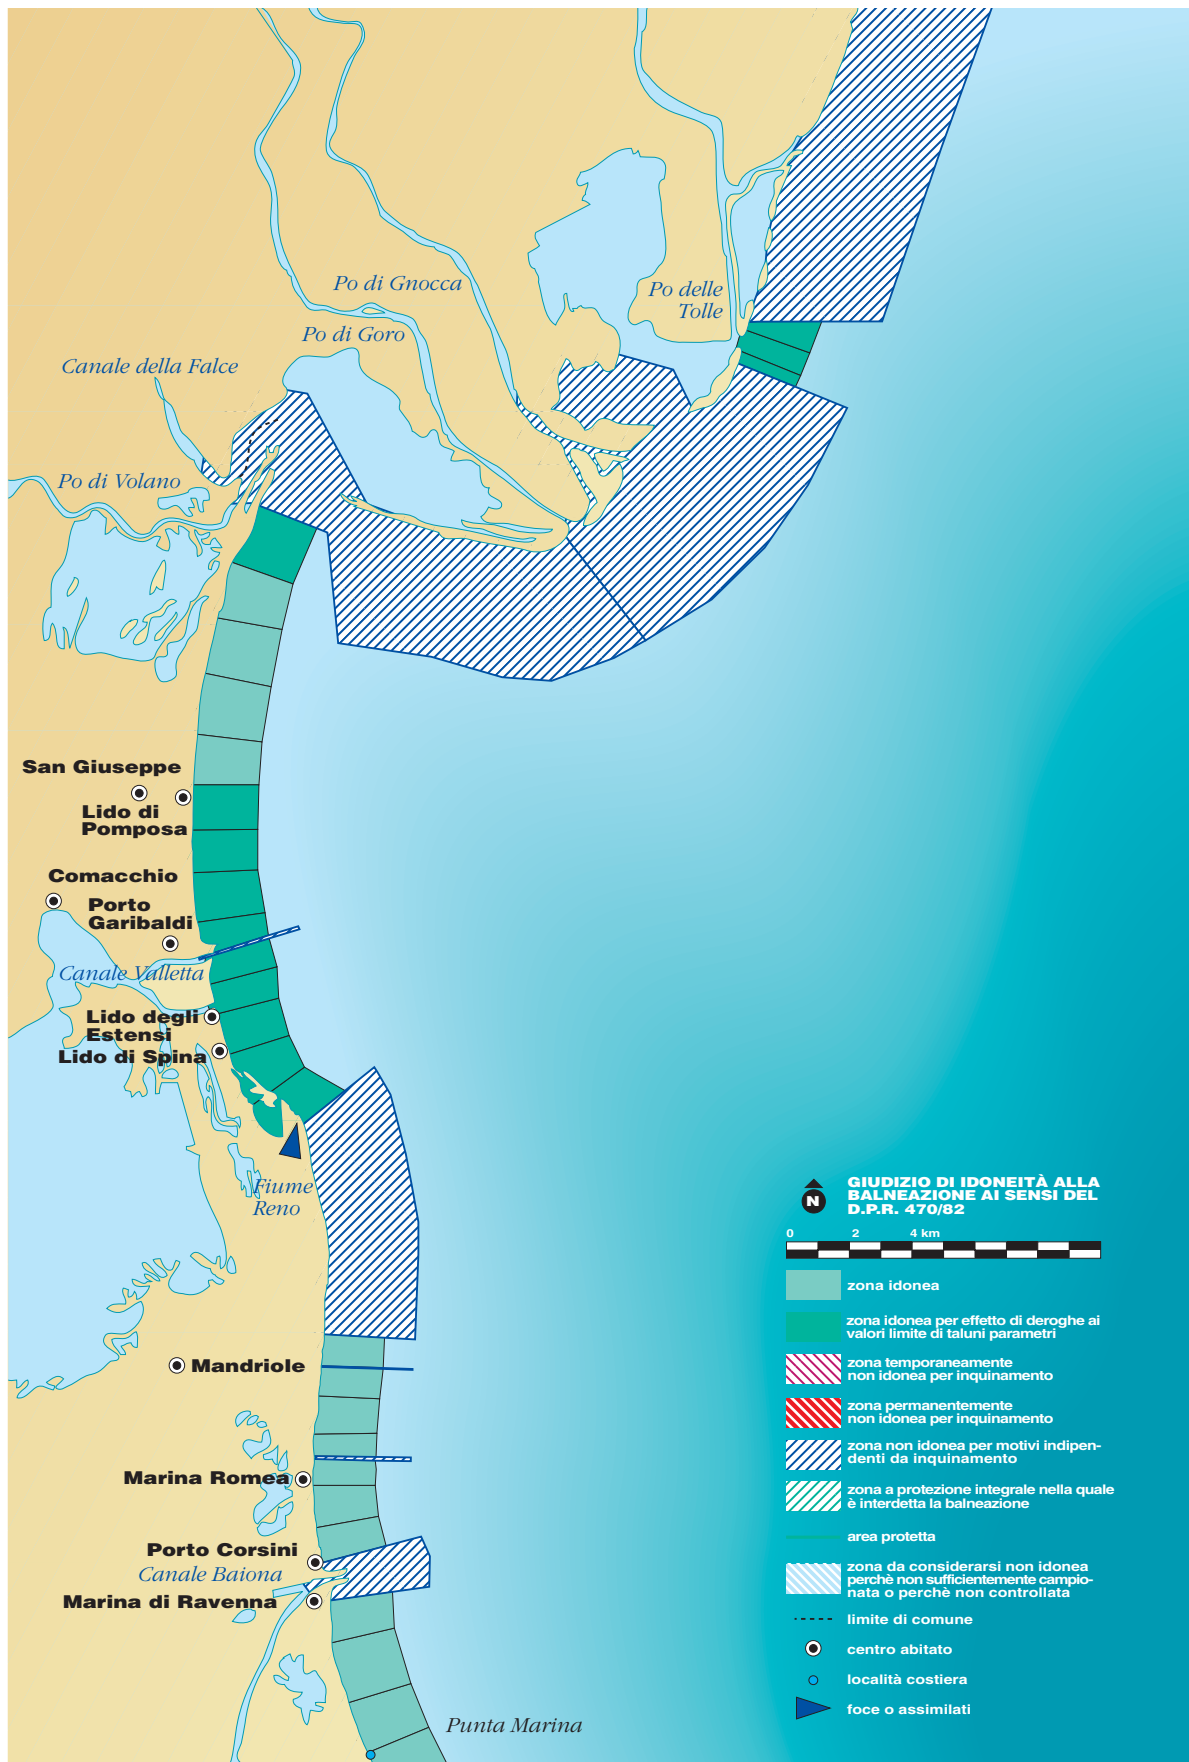 Po di Gnocca
Po delle
Tolle
Po di Goro
Canale della Falce
Po di Volano
San Giuseppe
Lido di
Pomposa
Comacchio
Porto
Garibaldi
Canale Valletta
Lido degli
Estensi
Lido di Spina
Fiume
Reno
Mandriole
Marina Romea
Porto Corsini
Canale Baiona
Marina di Ravenna
Punta Marina
N
GIUDIZIO DI IDONEITÀ ALLA
BALNEAZIONE AI SENSI DEL
D.P.R. 470/82
0 2 4 km
zona idonea
zona idonea per effetto di deroghe ai
valori limite di taluni parametri
zona temporaneamente
non idonea per inquinamento
zona permanentemente
non idonea per inquinamento
zona non idonea per motivi indipen-
denti da inquinamento
zona a protezione integrale nella quale
è interdetta la balneazione
area protetta
zona da considerarsi non idonea
perchè non sufficientemente campio-
nata o perchè non controllata
limite di comune
centro abitato
località costiera
foce o assimilati